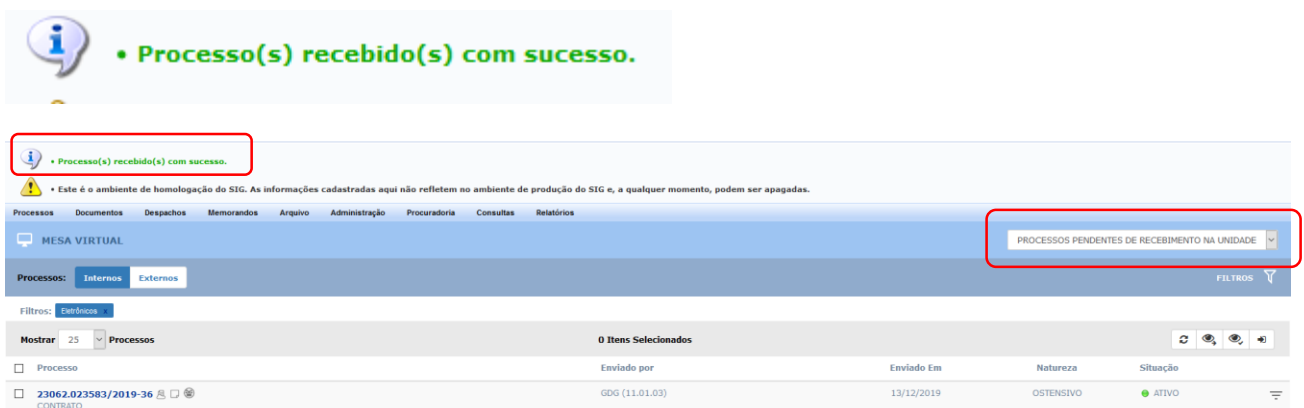 • Processo(s) recebido(s) com sucesso.
• Processo(s) recebido(s) com sucesso.
• Este é o ambiente de homologação do SIG. As informações cadastradas aqui não refletem no ambiente de produção do SIG e, a qualquer momento, podem ser apagadas.
Processos Documentos Despachos Memorandos Arquivo Administração Procuradoria Consultas Relatórios
MESA VIRTUAL PROCESSOS PENDENTES DE RECEBIMENTO NA UNIDADE
Processos: Internos Externos FILTROS
Filtros: Eletrônicos x
Mostrar 25 Processos 0 Itens Selecionados
Processo Enviado por Enviado Em Natureza Situação
23062.023583/2019-36 GDG (11.01.03) 13/12/2019 OSTENSIVO ATIVO
CONTRATO